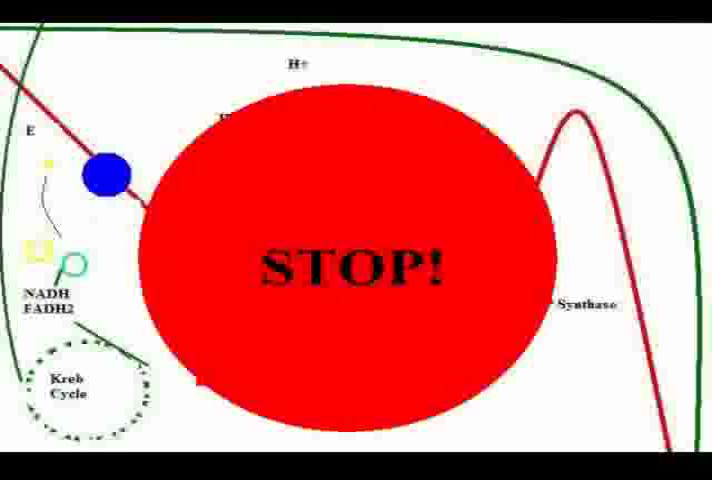 H+
E
STOP!
NADH
FADH2
Synthase
Kreb
Cycle